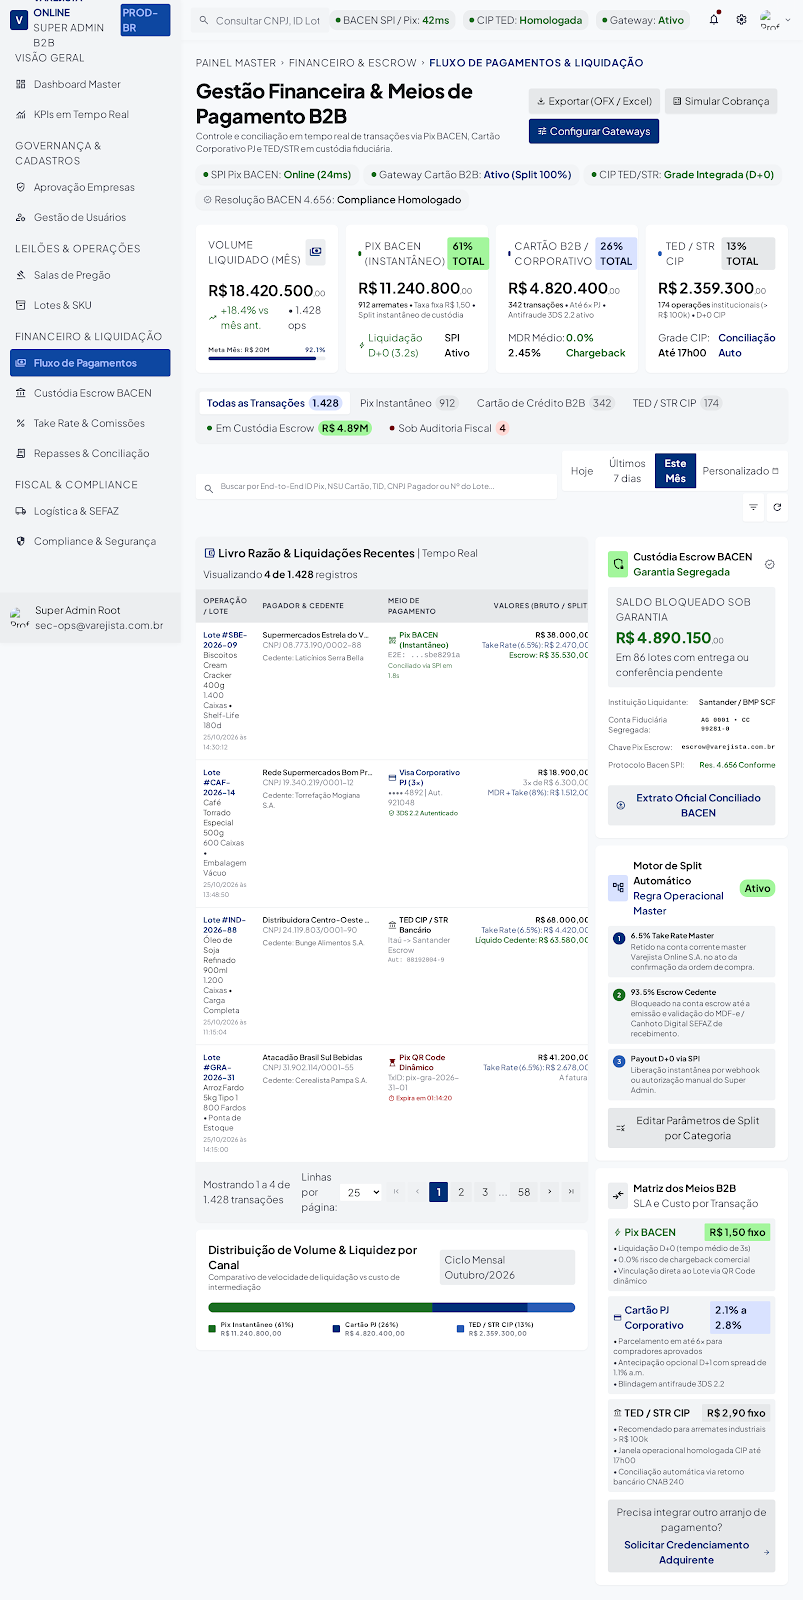 V
ONLINE
SUPER ADMIN
B2B
PROD-
BR
VISÃO GERAL
Dashboard Master
KPIs em Tempo Real
GOVERNANÇA &
CADASTROS
Aprovação Empresas
Gestão de Usuários
LEILÕES & OPERAÇÕES
Salas de Pregão
Lotes & SKU
FINANCEIRO & LIQUIDAÇÃO
Fluxo de Pagamentos
Custódia Escrow BACEN
Take Rate & Comissões
Repasses & Conciliação
FISCAL & COMPLIANCE
Logística & SEFAZ
Compliance & Segurança
Prof
Super Admin Root
sec-ops@varejista.com.br
Consultar CNPJ, ID Lot
BACEN SPI / Pix: 42ms
CIP TED: Homologada
Gateway: Ativo
Prof
PAINEL MASTER › FINANCEIRO & ESCROW › FLUXO DE PAGAMENTOS & LIQUIDAÇÃO
Gestão Financeira & Meios de
Pagamento B2B
Controle e conciliação em tempo real de transações via Pix BACEN, Cartão
Corporativo PJ e TED/STR em custódia fiduciária.
Exportar (OFX / Excel)
Simular Cobrança
Configurar Gateways
SPI Pix BACEN: Online (24ms)
Gateway Cartão B2B: Ativo (Split 100%)
CIP TED/STR: Grade Integrada (D+0)
Resolução BACEN 4.656: Compliance Homologado
VOLUME
LIQUIDADO (MÊS)
R$ 18.420.500,00
+18.4% vs
mês ant.
• 1.428
ops
Meta Mês: R$ 20M 92.1%
PIX BACEN
(INSTANTÂNEO)
61%
TOTAL
R$ 11.240.800,00
912 arremates • Taxa fixa R$ 1,50 •
Split instantâneo de custódia
Liquidação
D+0 (3.2s)
SPI
Ativo
CARTÃO B2B /
CORPORATIVO
26%
TOTAL
R$ 4.820.400,00
342 transações • Até 6x PJ •
Antifraude 3DS 2.2 ativo
MDR Médio:
2.45%
0.0%
Chargeback
TED / STR
CIP
13%
TOTAL
R$ 2.359.300,00
174 operações institucionais (>
R$ 100k) • D+0 CIP
Grade CIP:
Até 17h00
Conciliação
Auto
Todas as Transações 1.428
Pix Instantâneo 912
Cartão de Crédito B2B 342
TED / STR CIP 174
Em Custódia Escrow R$ 4.89M
Sob Auditoria Fiscal 4
Buscar por End-to-End ID Pix, NSU Cartão, TID, CNPJ Pagador ou Nº do Lote...
Hoje
Últimos
7 dias
Este
Mês
Personalizado
Livro Razão & Liquidações Recentes | Tempo Real
Visualizando 4 de 1.428 registros
OPERAÇÃO
/ LOTE
PAGADOR & CEDENTE
MEIO DE
PAGAMENTO
VALORES (BRUTO / SPLIT
Lote #SBE-
2026-09
Biscoitos
Cream
Cracker
400g
1.400
Caixas •
Shelf-Life
180d
25/10/2026 às
14:30:12
Supermercados Estrela do V...
CNPJ 08.773.190/0002-88
Cedente: Laticínios Serra Bella
Pix BACEN
(Instantâneo)
E2E: ...sbe8291a
Conciliado via SPI em
1.8s
R$ 38.000,00
Take Rate (6.5%): R$ 2.470,00
Escrow: R$ 35.530,00
Lote
#CAF-
2026-14
Café
Torrado
Especial
500g
600 Caixas
•
Embalagem
Vácuo
25/10/2026 às
13:48:50
Rede Supermercados Bom Pr...
CNPJ 19.340.219/0001-12
Cedente: Torrefação Mogiana
S.A.
Visa Corporativo
PJ (3x)
•••• 4892 | Aut.
921048
3DS 2.2 Autenticado
R$ 18.900,00
3x de R$ 6.300,00
MDR + Take (8%): R$ 1.512,00
Lote #IND-
2026-88
Óleo de
Soja
Refinado
900ml
1.200
Caixas •
Carga
Completa
25/10/2026 às
11:15:04
Distribuidora Centro-Oeste ...
CNPJ 24.119.803/0001-90
Cedente: Bunge Alimentos S.A.
TED CIP / STR
Bancário
Itaú -> Santander
Escrow
Aut: 08192804-9
R$ 68.000,00
Take Rate (6.5%): R$ 4.420,00
Líquido Cedente: R$ 63.580,00
Lote
#GRA-
2026-31
Arroz Fardo
5kg Tipo 1
800 Fardos
• Ponta de
Estoque
25/10/2026 às
14:15:00
Atacadão Brasil Sul Bebidas
CNPJ 31.902.114/0001-55
Cedente: Cerealista Pampa S.A.
Pix QR Code
Dinâmico
TxID: pix-gra-2026-
31-01
Expira em 01:14:20
R$ 41.200,00
Take Rate (6.5%): R$ 2.678,00
A fatura
Mostrando 1 a 4 de
1.428 transações
Linhas
por
página:
25
1 2 3 ... 58
Distribuição de Volume & Liquidez por
Canal
Comparativo de velocidade de liquidação vs custo de
intermediação
Ciclo Mensal
Outubro/2026
Pix Instantâneo (61%)
R$ 11.240.800,00
Cartão PJ (26%)
R$ 4.820.400,00
TED / STR CIP (13%)
R$ 2.359.300,00
Custódia Escrow BACEN
Garantia Segregada
SALDO BLOQUEADO SOB
GARANTIA
R$ 4.890.150,00
Em 86 lotes com entrega ou
conferência pendente
Instituição Liquidante: Santander / BMP SCF
Conta Fiduciária
Segregada:
AG 0001 • CC
99281-0
Chave Pix Escrow: escrow@varejista.com.br
Protocolo Bacen SPI: Res. 4.656 Conforme
Extrato Oficial Conciliado
BACEN
Motor de Split
Automático
Regra Operacional
Master
Ativo
1
6.5% Take Rate Master
Retido na conta corrente master
Varejista Online S.A. no ato da
confirmação da ordem de compra.
2
93.5% Escrow Cedente
Bloqueado na conta escrow até a
emissão e validação do MDF-e /
Canhoto Digital SEFAZ de
recebimento.
3
Payout D+0 via SPI
Liberação instantânea por webhook
ou autorização manual do Super
Admin.
Editar Parâmetros de Split
por Categoria
Matriz dos Meios B2B
SLA e Custo por Transação
Pix BACEN
R$ 1,50 fixo
• Liquidação D+0 (tempo médio de 3s)
• 0.0% risco de chargeback comercial
• Vinculação direta ao Lote via QR Code
dinâmico
Cartão PJ
Corporativo
2.1% a
2.8%
• Parcelamento em até 6x para
compradores aprovados
• Antecipação opcional D+1 com spread de
1.1% a.m.
• Blindagem antifraude 3DS 2.2
TED / STR CIP
R$ 2,90 fixo
• Recomendado para arremates industriais
> R$ 100k
• Janela operacional homologada CIP até
17h00
• Conciliação automática via retorno
bancário CNAB 240
Precisa integrar outro arranjo de
pagamento?
Solicitar Credenciamento
Adquirente